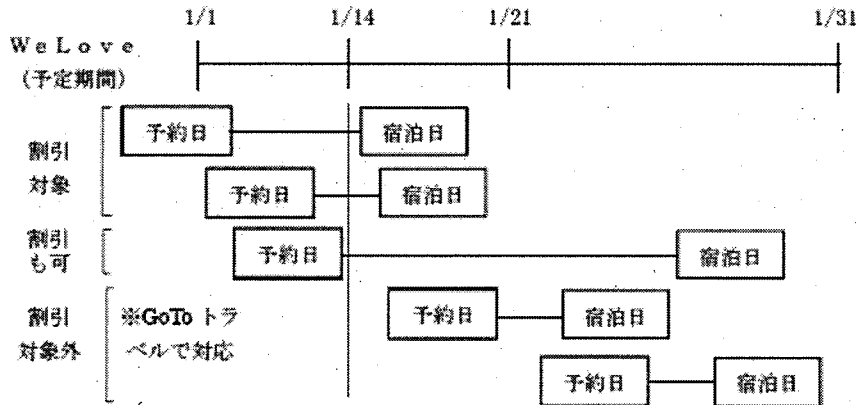 1/1 1/14 1/21 1/31
WeLove
(予定期間)
割引
対象
予約日 宿泊日
予約日 宿泊日
割引
も可
予約日 宿泊日
割引
対象外
※GoToトラ
ベルで対応
予約日 宿泊日
予約日 宿泊日